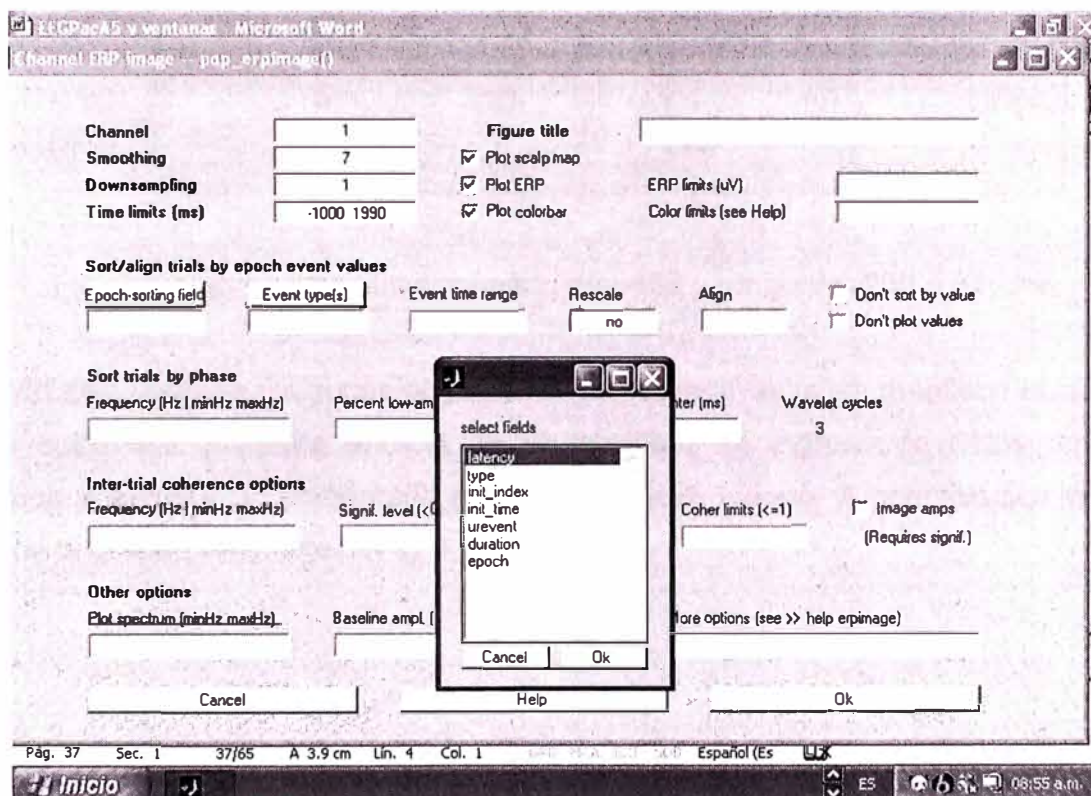 EEGPacA5 y ventanas - Microsoft Word
Channel ERP image -- pop_erpimage()
Channel 1 Figure title
Smoothing 7 Plot scalp map
Downsampling 1 Plot ERP ERP limits (uV)
Time limits (ms) -1000 1990 Plot colorbar Color limits (see Help)
Sort/align trials by epoch event values
Epoch-sorting field Event type(s) Event time range Rescale Align Don't sort by value
no Don't plot values
Sort trials by phase
Frequency (Hz | minHz maxHz) Percent low-am nter (ms) Wavelet cycles
3
select fields
latency
type
init_index
init_time
urevent
duration
epoch
Cancel Ok
Inter-trial coherence options
Frequency (Hz | minHz maxHz) Signif. level (<0 Coher limits (<=1) Image amps
(Requires signif.)
Other options
Plot spectrum (minHz maxHz) Baseline ampl. ( ore options (see >> help erpimage)
Cancel Help Ok
Pág. 37 Sec. 1 37/65 A 3.9 cm Lín. 4 Col. 1 Español (Es
Inicio ES 08:55 a.m.